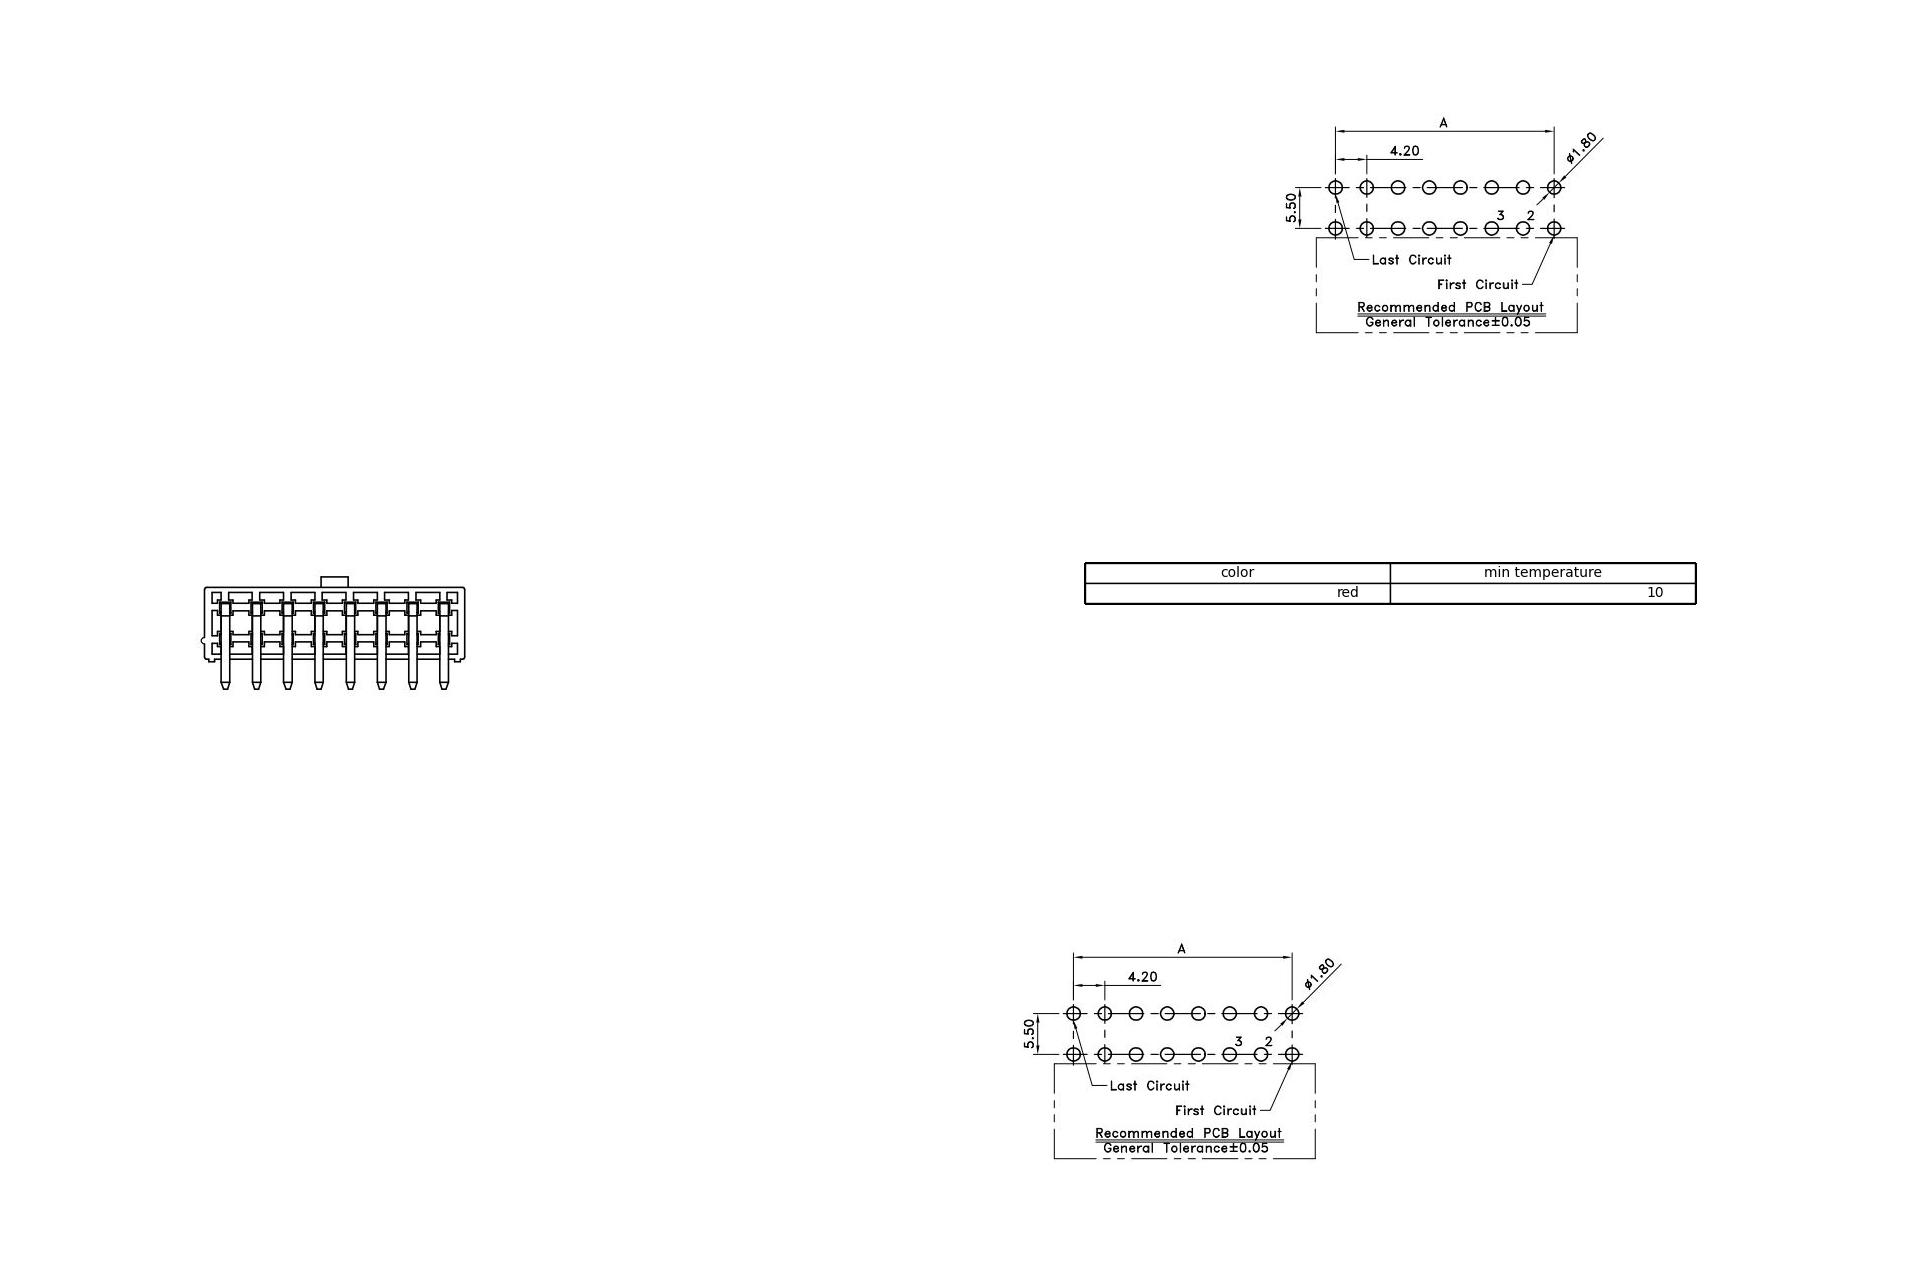 A
4.20
ø1.80
5.50
3 2
Last Circuit
First Circuit
Recommended PCB Layout
General Tolerance±0.05
color min temperature
red 10
A
4.20
ø1.80
5.50
3 2
Last Circuit
First Circuit
Recommended PCB Layout
General Tolerance±0.05